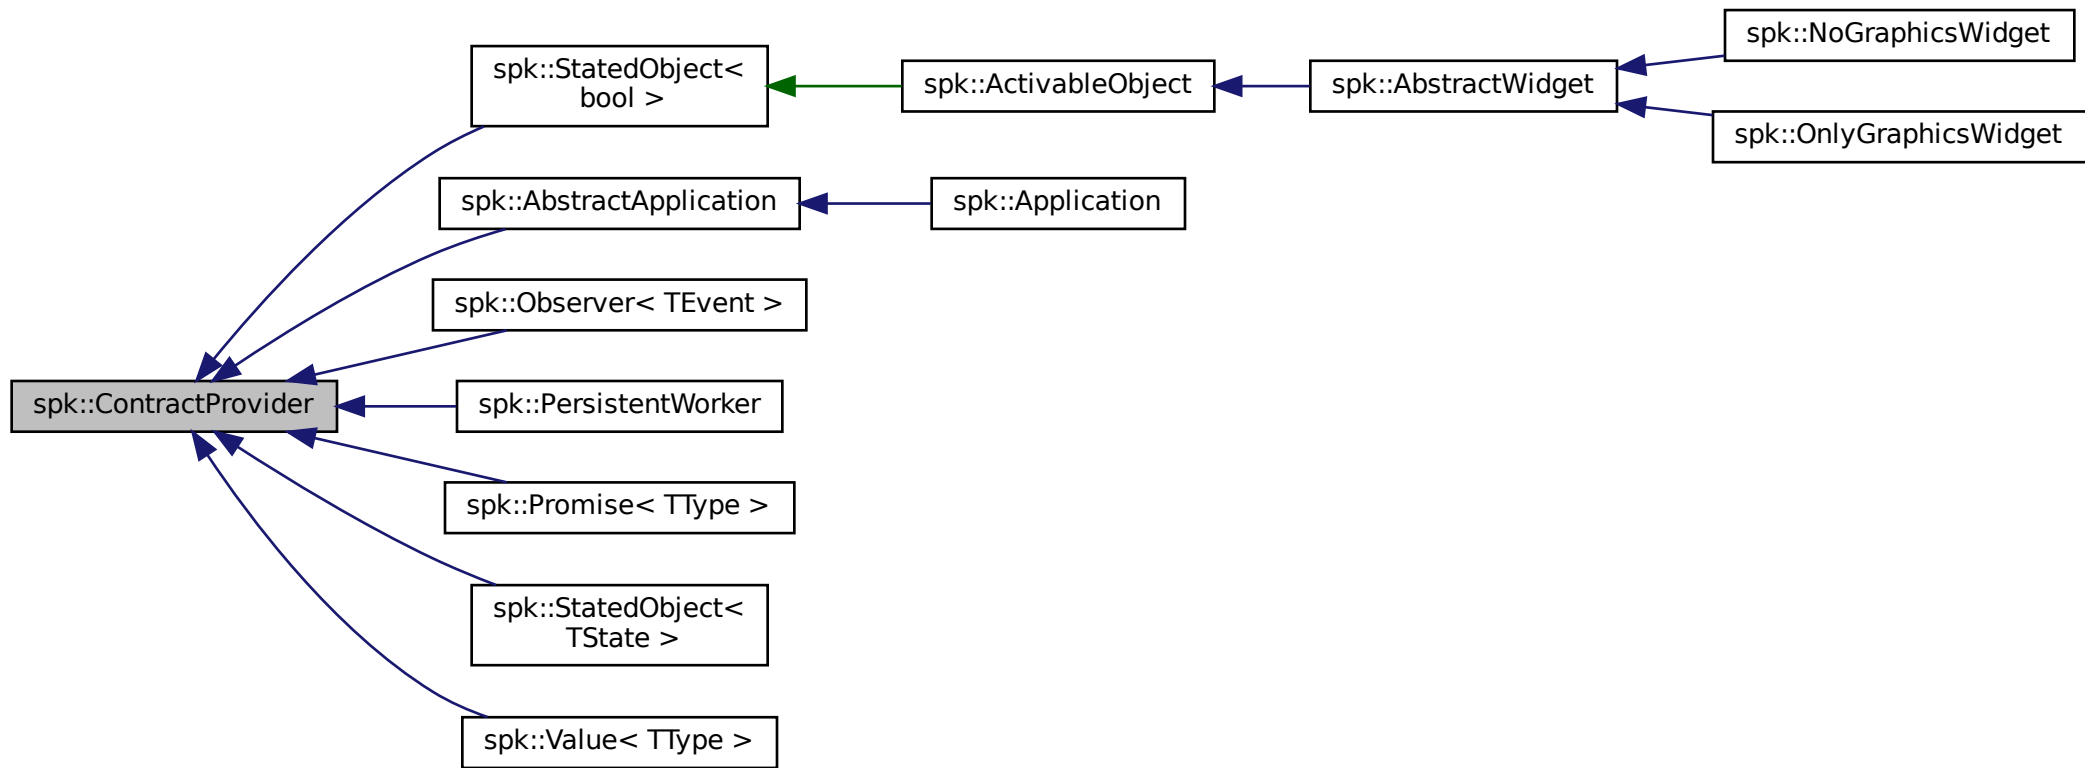 spk::NoGraphicsWidget
spk::StatedObject<
bool >
spk::ActivableObject
spk::AbstractWidget
spk::OnlyGraphicsWidget
spk::AbstractApplication
spk::Application
spk::Observer< TEvent >
spk::ContractProvider
spk::PersistentWorker
spk::Promise< TType >
spk::StatedObject<
TState >
spk::Value< TType >